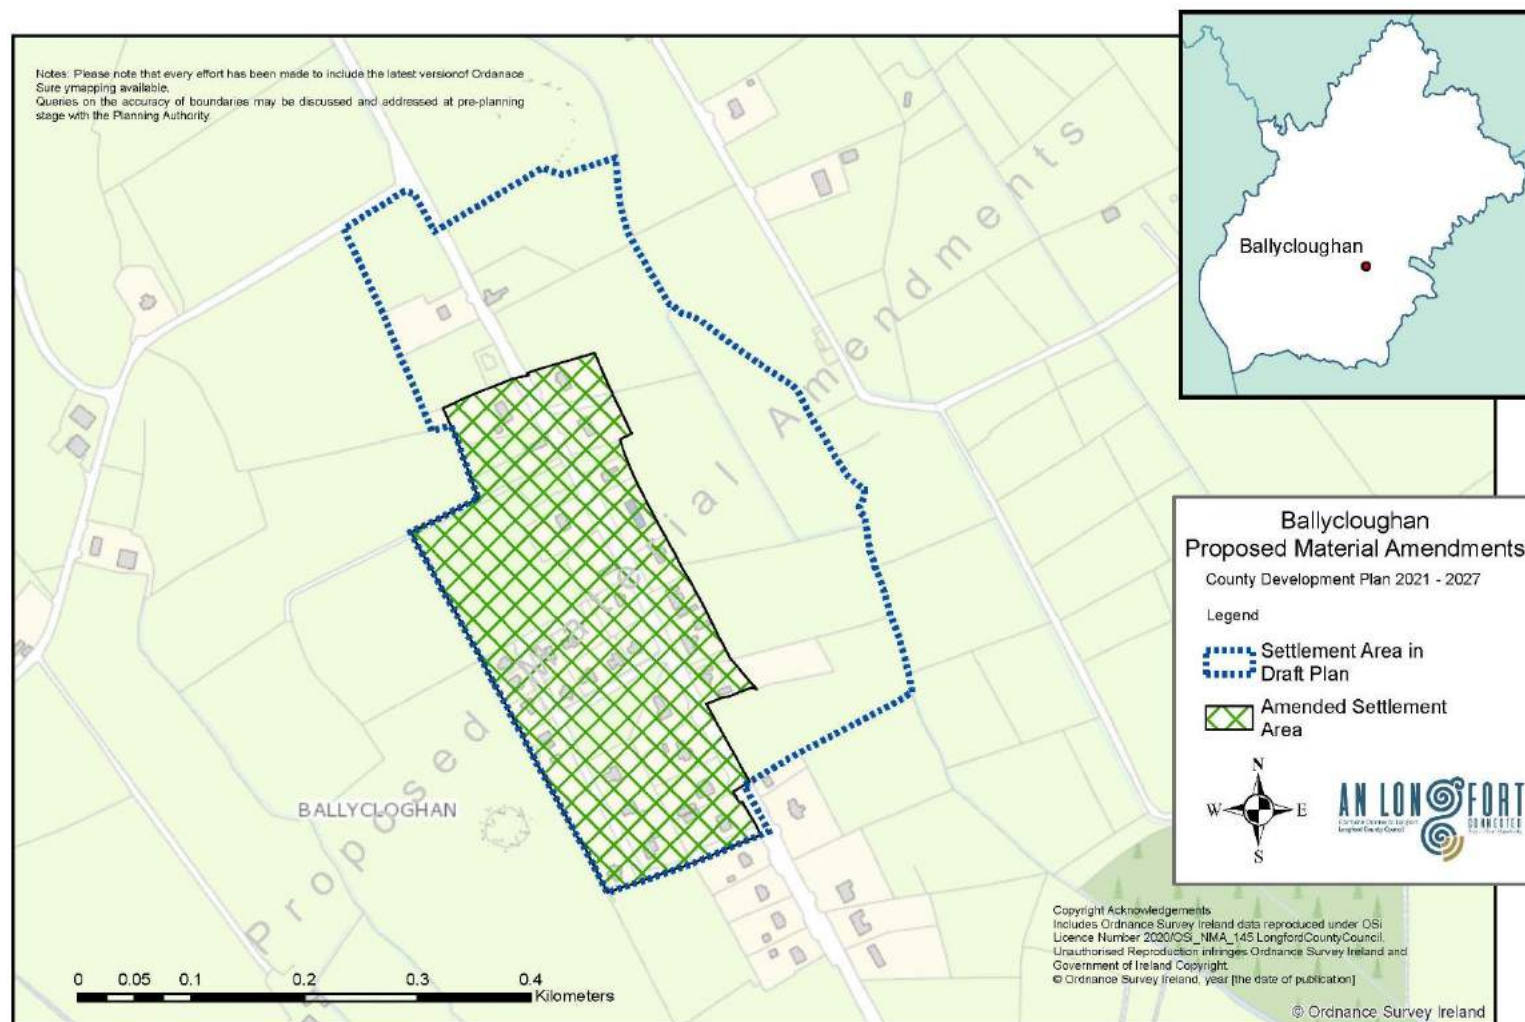 Notes: Please note that every effort has been made to include the latest versionof Ordanace
Sure ymapping available.
Queries on the accuracy of boundaries may be discussed and addressed at pre-planning
stage with the Planning Authority.
Ballycloughan
Proposed Material Amendments
BALLYCLOGHAN
Ballycloughan
Proposed Material Amendments
County Development Plan 2021 - 2027
Legend
Settlement Area in
Draft Plan
Amended Settlement
Area
N
W E
S
AN LONGFORT
CONNECTED
Longford County Council
0 0.05 0.1 0.2 0.3 0.4
Kilometers
Copyright Acknowledgements
Includes Ordnance Survey Ireland data reproduced under OSi
Licence Number 2020/OSi_NMA_145 LongfordCountyCouncil.
Unauthorised Reproduction infringes Ordnance Survey Ireland and
Government of Ireland Copyright.
© Ordnance Survey Ireland, year [the date of publication]
© Ordnance Survey Ireland